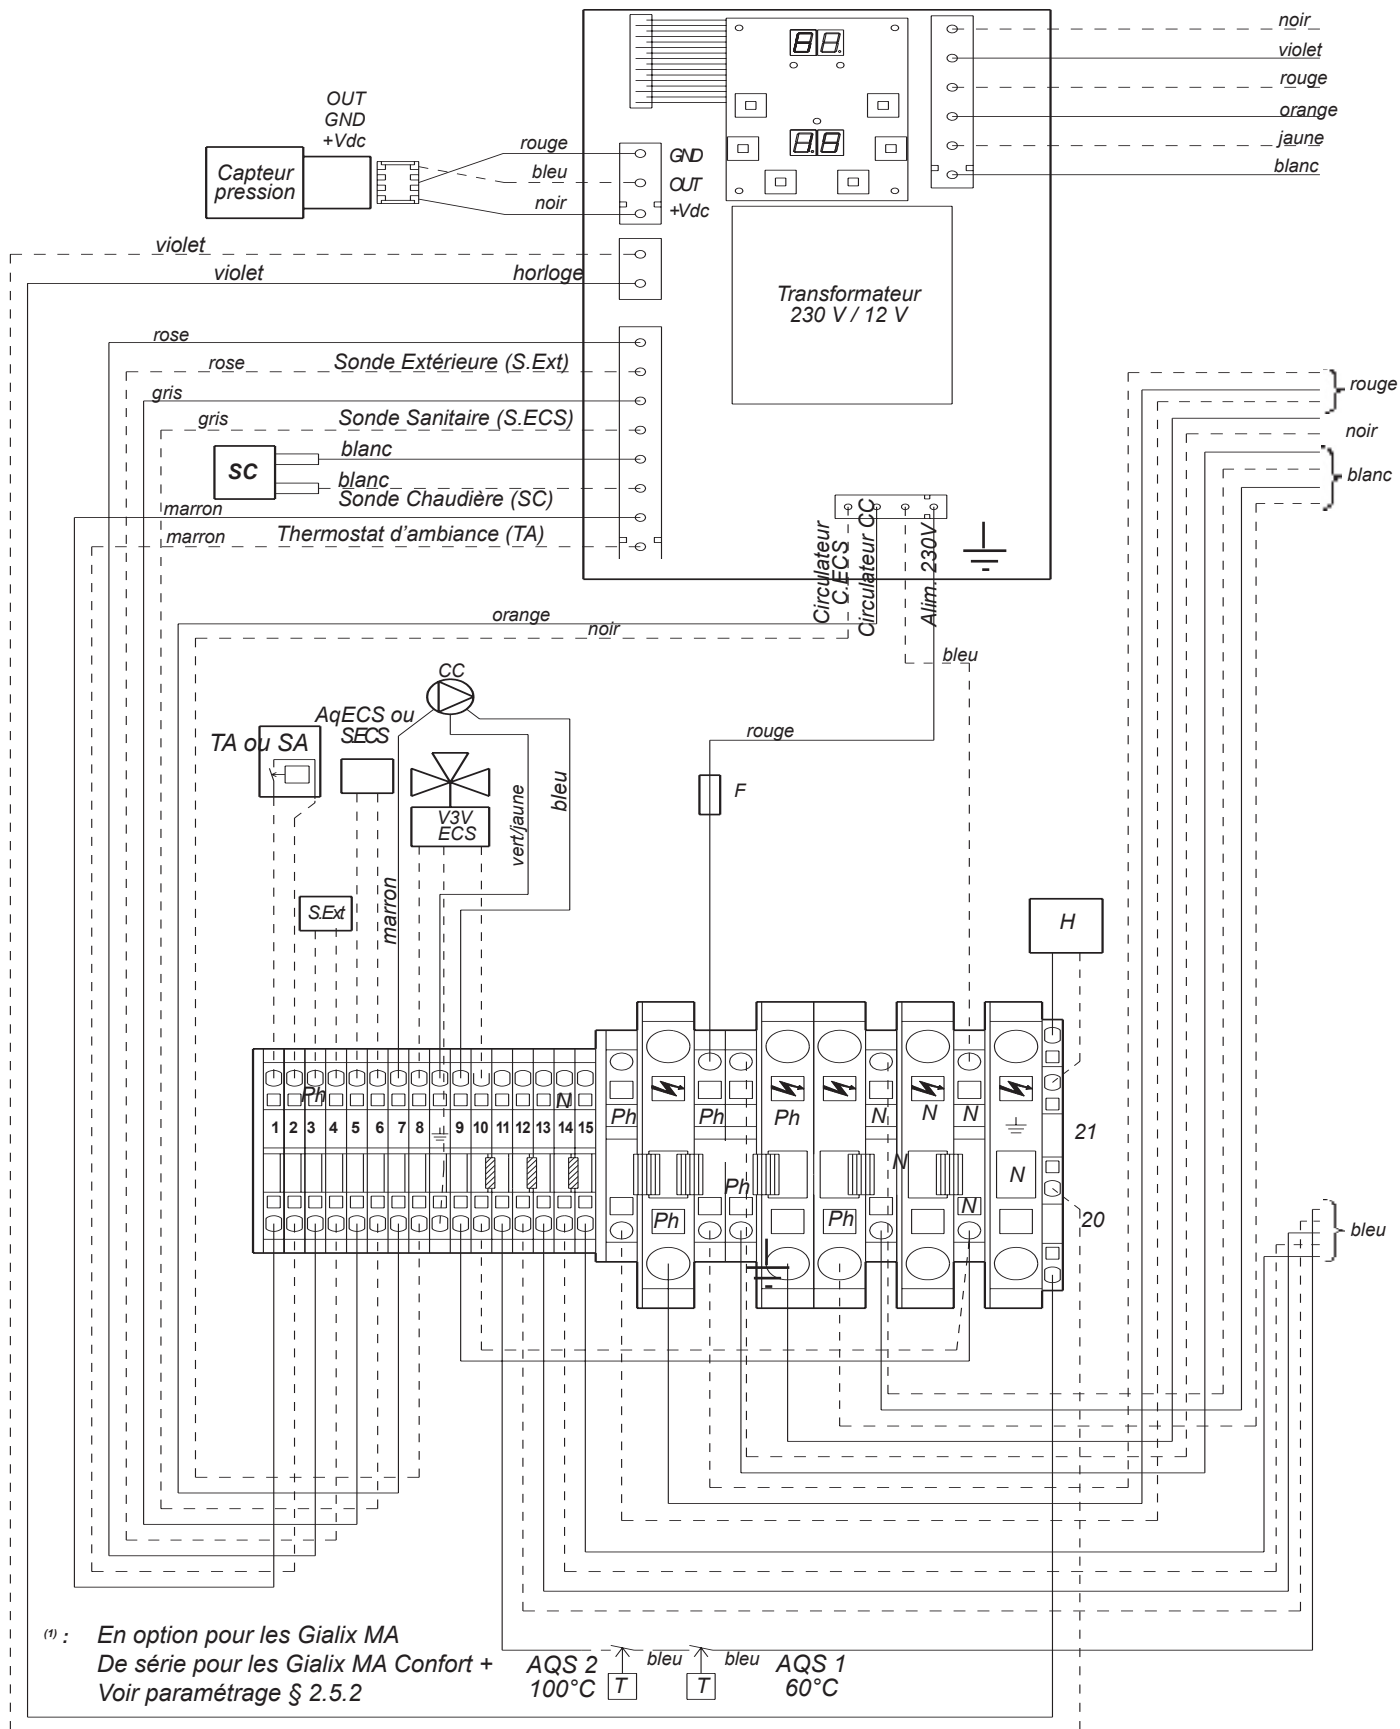 noir
violet
rouge
orange
jaune
blanc
OUT
GND
+Vdc
Capteur
pression
rouge
bleu
noir
GND
OUT
+Vdc
violet
violet
horloge
Transformateur
230 V / 12 V
rose
rose
Sonde Extérieure (S.Ext)
gris
gris
Sonde Sanitaire (S.ECS)
SC
blanc
blanc
Sonde Chaudière (SC)
marron
marron
Thermostat d'ambiance (TA)
rouge
noir
blanc
Circulateur
C.ECS
Circulateur CC
Alim. 230V
orange
noir
bleu
rouge
F
CC
TA ou SA
AqECS ou
SECS
V3V
ECS
S.Ext
marron
vert/jaune
bleu
H
Ph
N
1 2 3 4 5 6 7 8 9 10 11 12 13 14 15
Ph
Ph
Ph
N
N
N
21
Ph
N
N
Ph
Ph
N
20
bleu
(1) : En option pour les Gialix MA
De série pour les Gialix MA Confort +
Voir paramétrage § 2.5.2
AQS 2
100°C
T
bleu
T
bleu
AQS 1
60°C